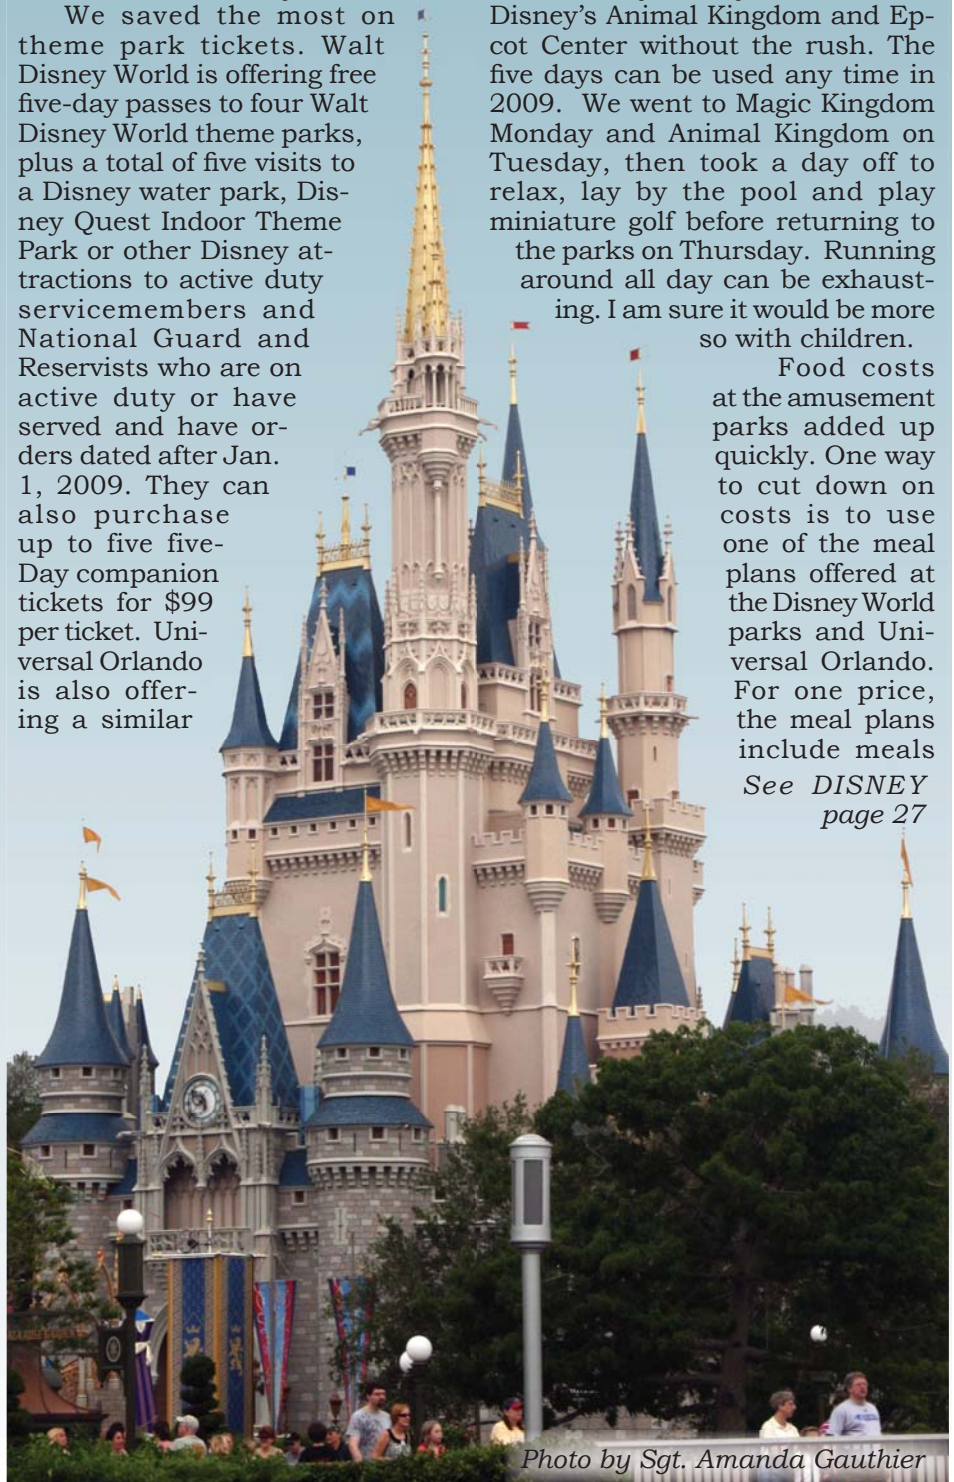 We saved the most on
theme park tickets. Walt
Disney World is offering free
five-day passes to four Walt
Disney World theme parks,
plus a total of five visits to
a Disney water park, Dis-
ney Quest Indoor Theme
Park or other Disney at-
tractions to active duty
servicemembers and
National Guard and
Reservists who are on
active duty or have
served and have or-
ders dated after Jan.
1, 2009. They can
also purchase
up to five five-
Day companion
tickets for $99
per ticket. Uni-
versal Orlando
is also offer-
ing a similar
Disney’s Animal Kingdom and Ep-
cot Center without the rush. The
five days can be used any time in
2009. We went to Magic Kingdom
Monday and Animal Kingdom on
Tuesday, then took a day off to
relax, lay by the pool and play
miniature golf before returning to
the parks on Thursday. Running
around all day can be exhaust-
ing. I am sure it would be more
so with children.
Food costs
at the amusement
parks added up
quickly. One way
to cut down on
costs is to use
one of the meal
plans offered at
the Disney World
parks and Uni-
versal Orlando.
For one price,
the meal plans
include meals
See DISNEY
page 27
Photo by Sgt. Amanda Gauthier